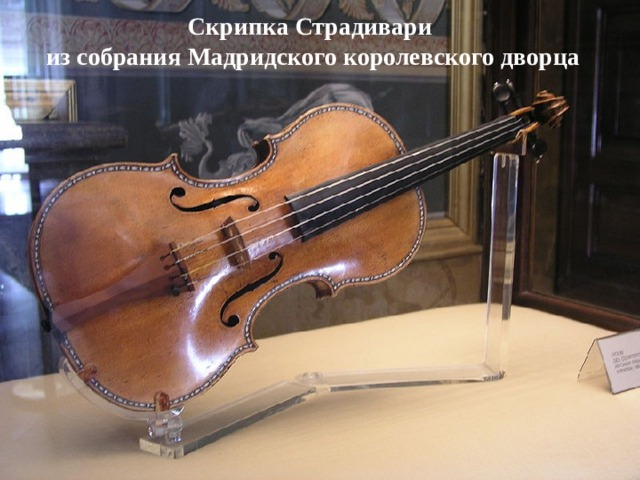 Скрипка Страдивари
из собрания Мадридского королевского дворца